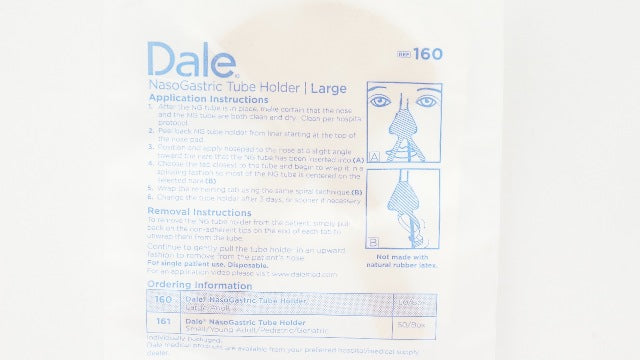 Dale®
REF 160
NasoGastric Tube Holder | Large
Application Instructions
1. After the NG tube is in place, make certain that the nose
and the NG tube are both clean and dry. Clean per hospital
protocol.
2. Peel back NG tube holder from liner starting at the top of
the nose pad.
3. Position and apply nosepad to the nose at a slight angle
toward the nare that the NG tube has been inserted into (A)
4. Choose the tab closest to the tube and begin to wrap it in a
spiraling fashion so most of the NG tube is centered on the
selected nare (B)
5. Wrap the remaining tab using the same spiral technique. (B)
6. Change the tube holder after 3 days, or sooner if necessary
A
B
Not made with
natural rubber latex.
Removal Instructions
To remove the NG tube holder from the patient, simply pull
back on the non-adherent tips on the end of each tab to
unwrap them from the tube.
Continue to gently pull the tube holder in an upward
fashion to remove from the patient's nose.
For single patient use. Disposable.
For an application video please visit www.dalemed.com
Ordering Information
160 Dale® NasoGastric Tube Holder
Large/Adult 50/Box
161 Dale® NasoGastric Tube Holder
Small/Young Adult/Pediatric/Geriatric 50/Box
Individually packaged.
Dale medical products are available from your preferred hospital/medical supply
dealer.